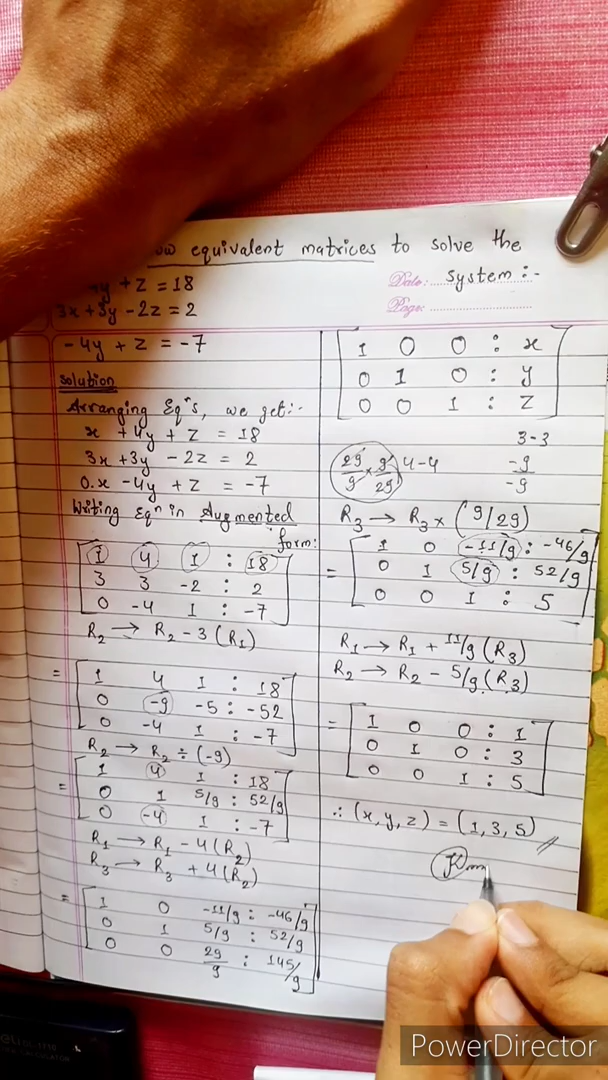 equivalent matrices to solve the
system:-
Date:
Page:
y + z = 18
3x + 3y - 2z = 2
- 4y + z = -7
Solution
Arranging Eqⁿs, we get:-
x + 4y + z = 18
3x + 3y - 2z = 2
0.x - 4y + z = -7
Writing Eqⁿ in Augmented
form:
1 4 1 : 18
3 3 -2 : 2
0 -4 1 : -7
R₂ → R₂ - 3(R₁)
= 1 4 1 : 18
0 -9 -5 : -52
0 -4 1 : -7
R₂ → R₂ ÷ (-9)
= 1 4 1 : 18
0 1 5/9 : 52/9
0 -4 1 : -7
R₁ → R₁ - 4(R₂)
R₃ → R₃ + 4(R₂)
= 1 0 -11/9 : -46/9
0 1 5/9 : 52/9
0 0 29/9 : 145/9
1 0 0 : x
0 1 0 : y
0 0 1 : z
3-3
29/9 × 9/29 4-4 -9
-9
R₃ → R₃ × (9/29)
= 1 0 -11/9 : -46/9
0 1 5/9 : 52/9
0 0 1 : 5
R₁ → R₁ + 11/9 (R₃)
R₂ → R₂ - 5/9 (R₃)
= 1 0 0 : 1
0 1 0 : 3
0 0 1 : 5
∴ (x, y, z) = (1, 3, 5)
PowerDirector